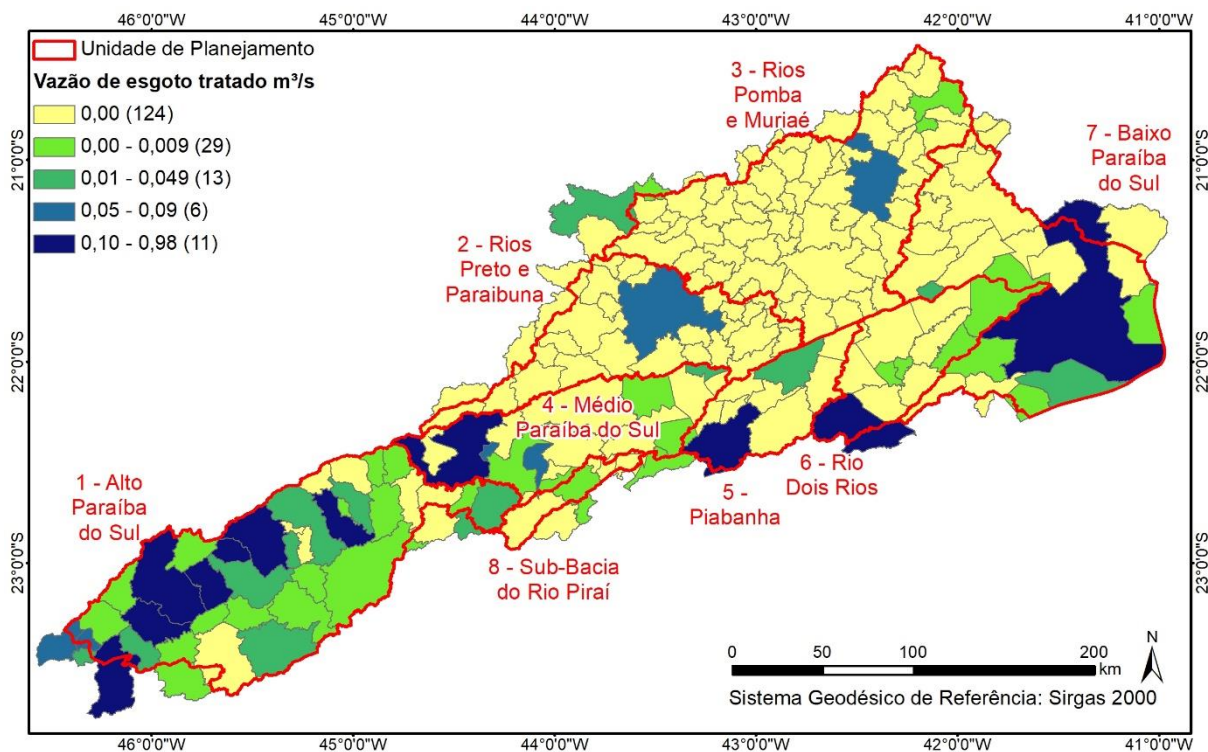 46°0'0"W 45°0'0"W 44°0'0"W 43°0'0"W 42°0'0"W 41°0'0"W
Unidade de Planejamento
Vazão de esgoto tratado m³/s
0,00 (124)
0,00 - 0,009 (29)
0,01 - 0,049 (13)
0,05 - 0,09 (6)
0,10 - 0,98 (11)
3 - Rios
Pomba
e Muriaé
7 - Baixo
Paraíba
do Sul
2 - Rios
Preto e
Paraibuna
4 - Médio
Paraíba do Sul
1 - Alto
Paraíba
do Sul
6 - Rio
Dois Rios
5 -
Piabanha
8 - Sub-Bacia
do Rio Piraí
21°0'0"S
22°0'0"S
23°0'0"S
21°0'0"S
22°0'0"S
23°0'0"S
N
0 50 100 200
km
Sistema Geodésico de Referência: Sirgas 2000
46°0'0"W 45°0'0"W 44°0'0"W 43°0'0"W 42°0'0"W 41°0'0"W